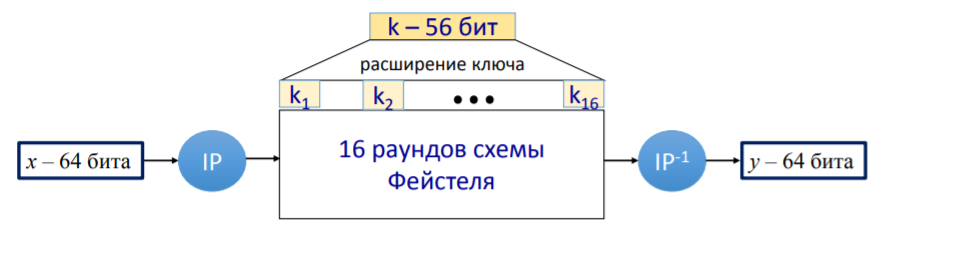 k – 56 бит
расширение ключа
k1 k2 ••• k16
16 раундов схемы
Фейстеля
x – 64 бита
IP
IP-1
y – 64 бита